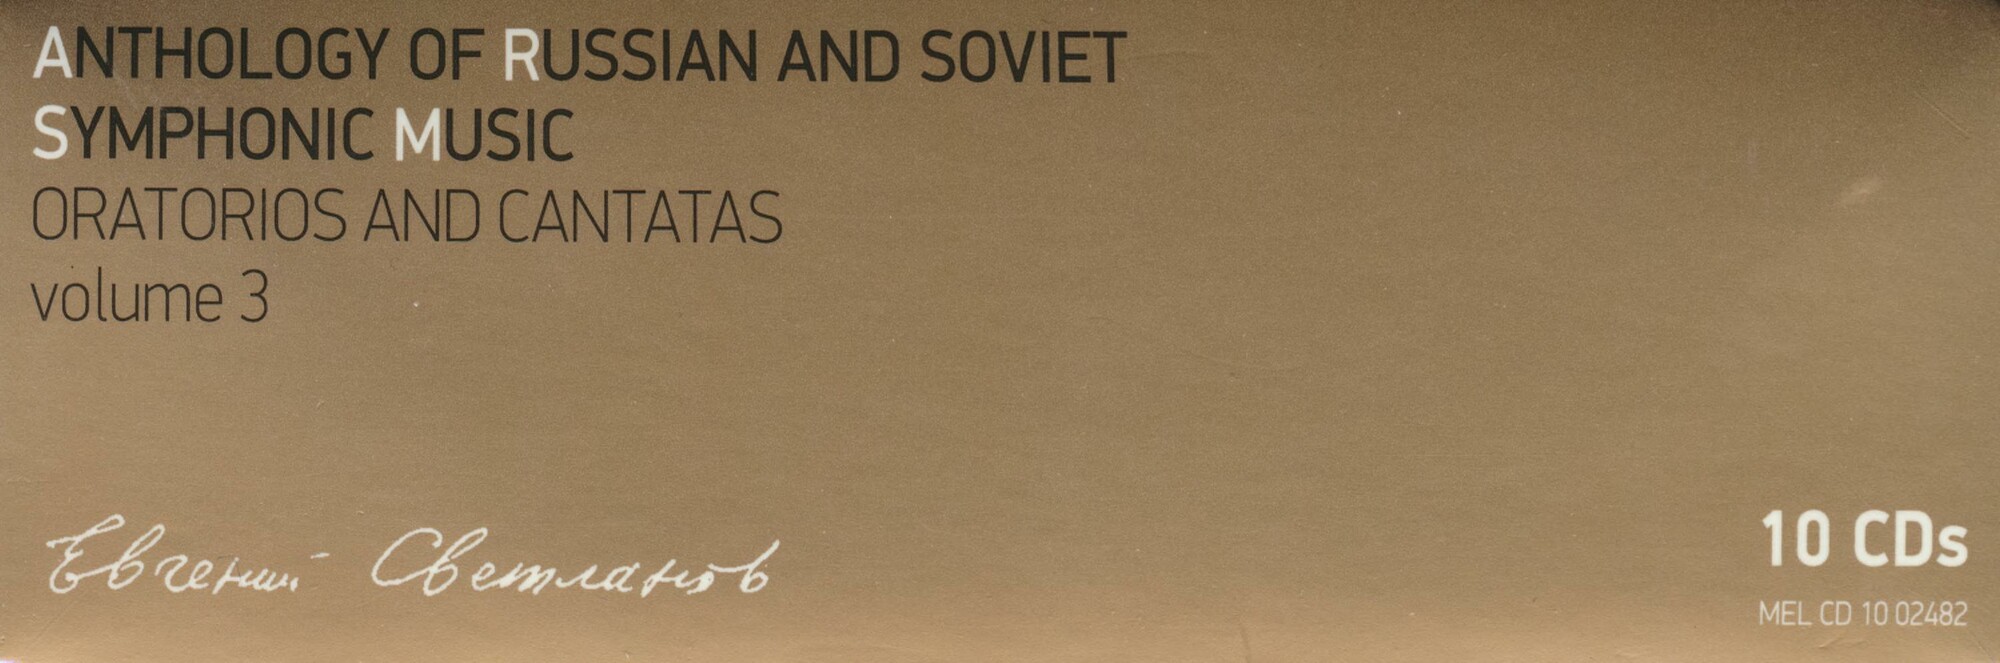 ANTHOLOGY OF RUSSIAN AND SOVIET
SYMPHONIC MUSIC
ORATORIOS AND CANTATAS
volume 3
Евгений Светланов
10 CDs
MEL CD 10 02482